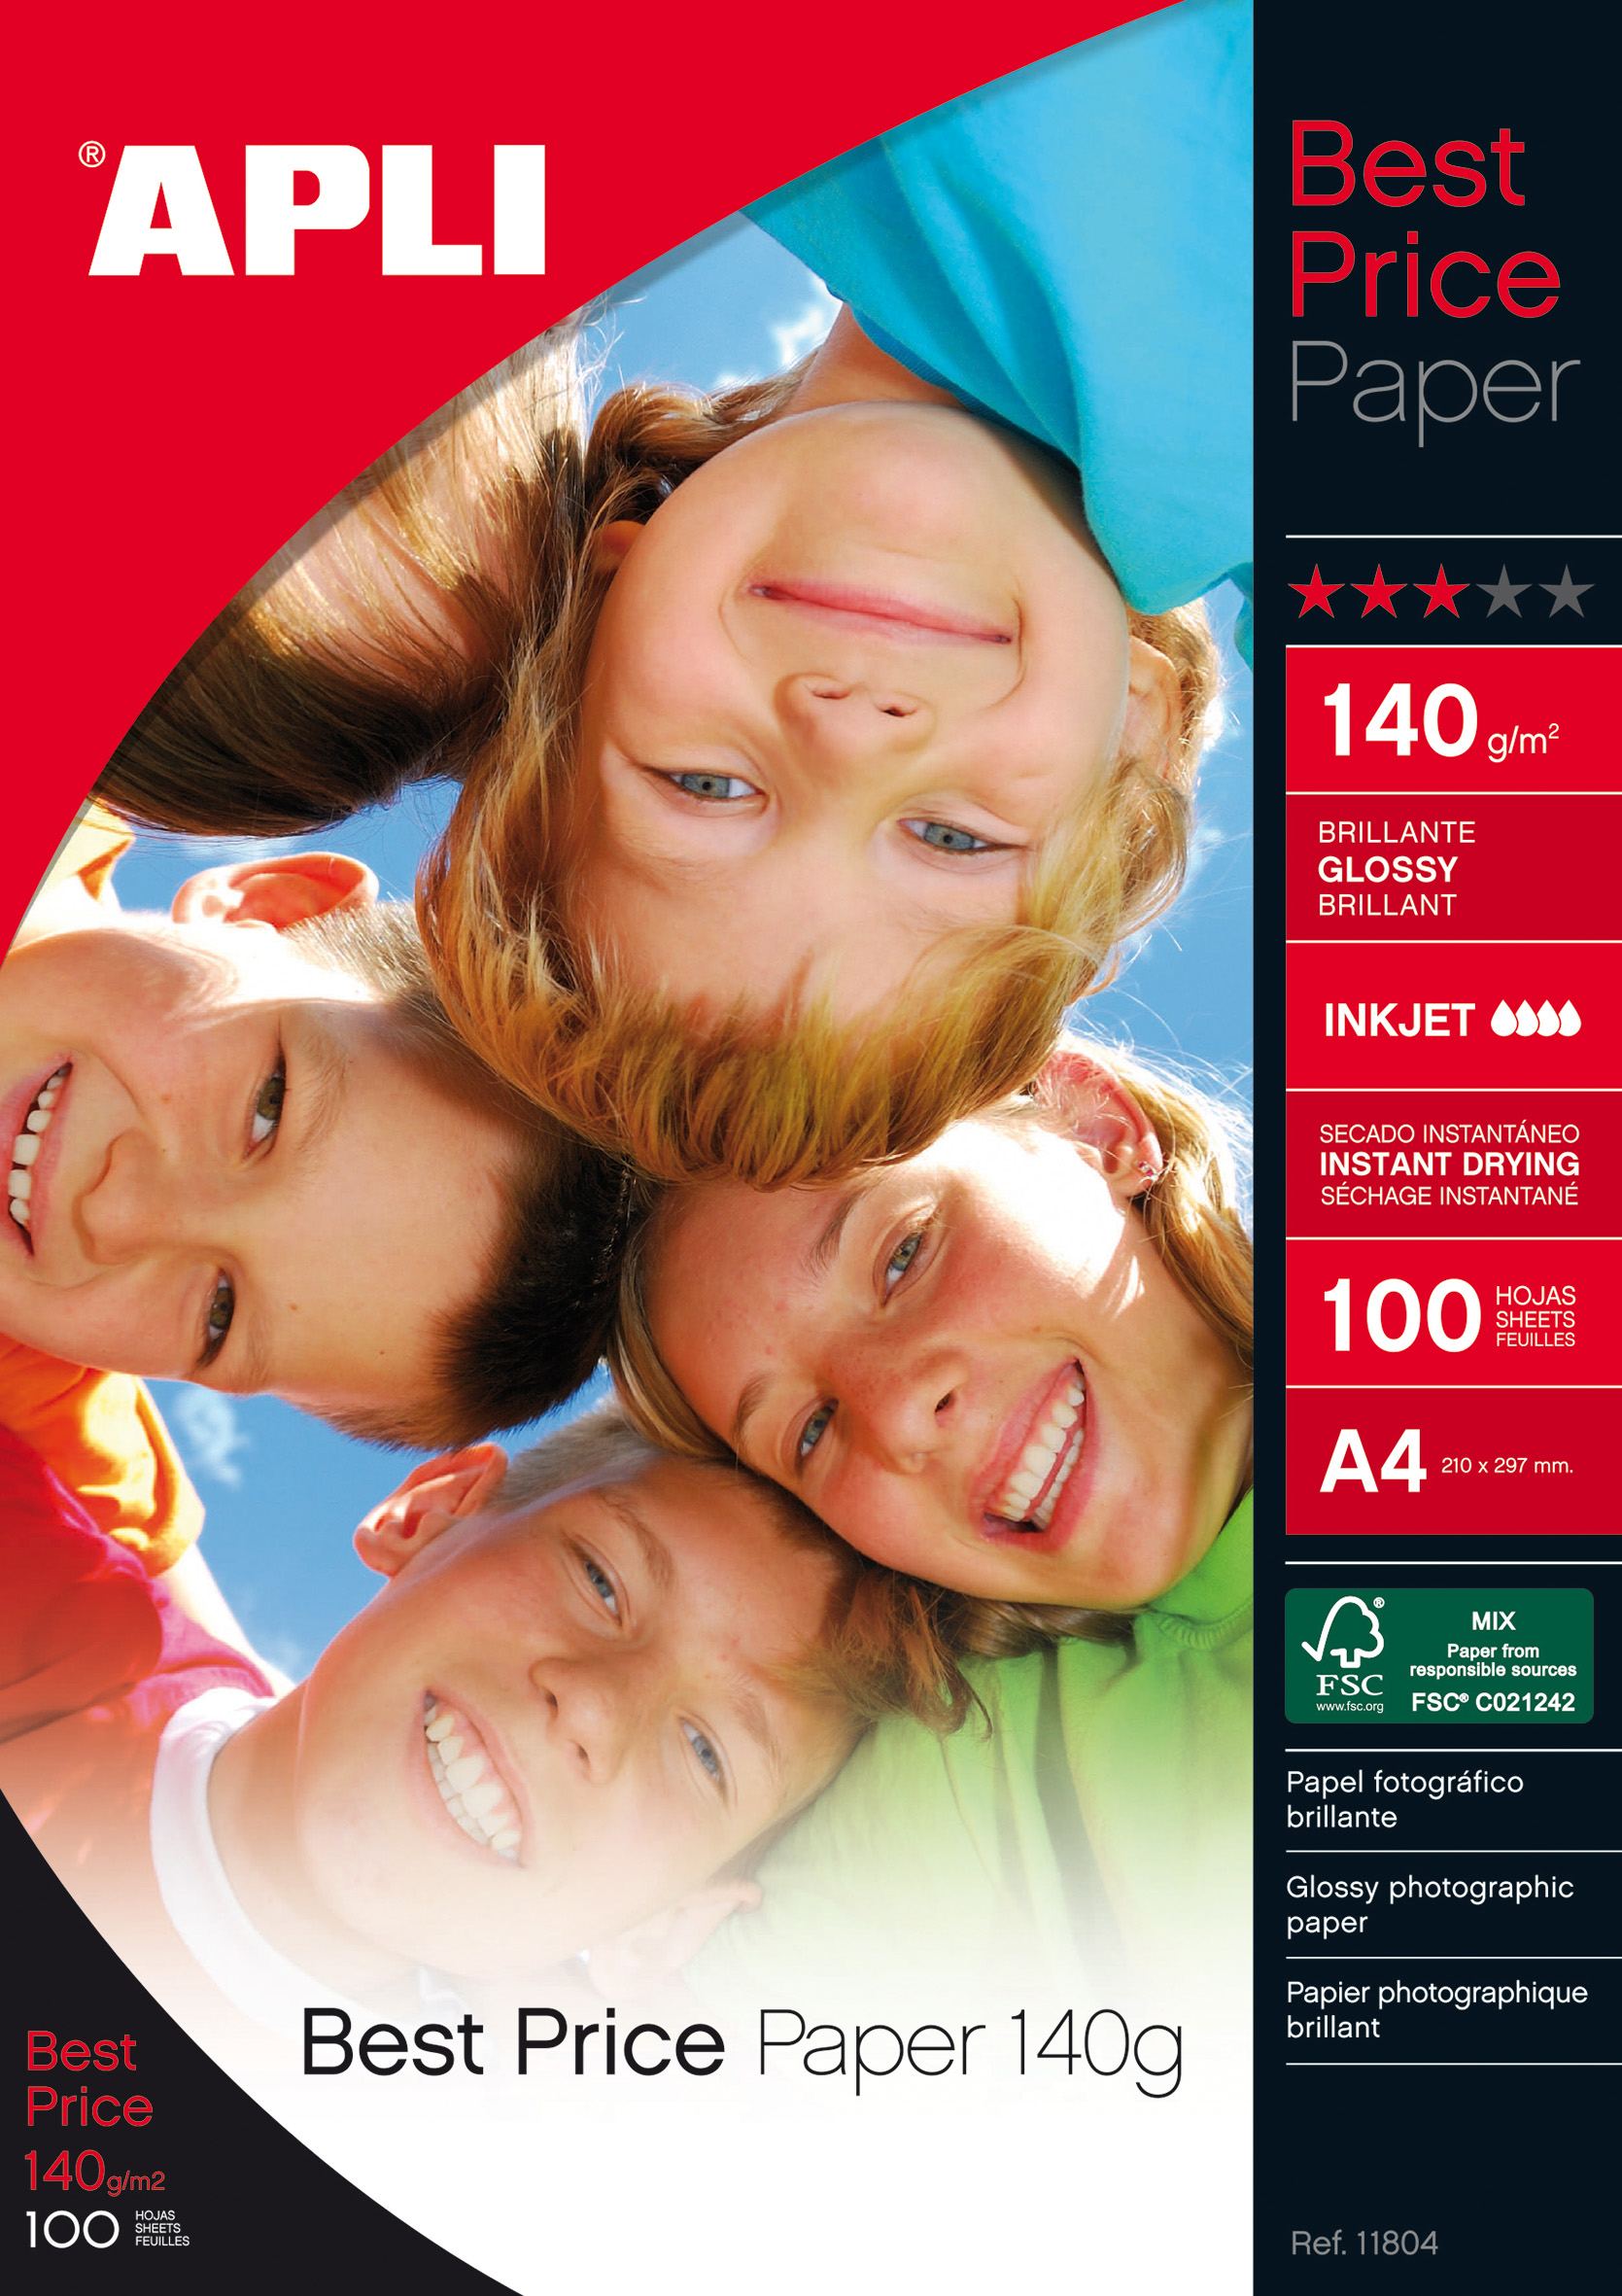 ® APLI
Best
Price
Paper
140 g/m²
BRILLANTE
GLOSSY
BRILLANT
INKJET
SECADO INSTANTÁNEO
INSTANT DRYING
SÉCHAGE INSTANTANÉ
100 HOJAS
SHEETS
FEUILLES
A4 210 x 297 mm.
®
FSC
www.fsc.org
MIX
Paper from
responsible sources
FSC® C021242
Papel fotográfico
brillante
Glossy photographic
paper
Papier photographique
brillant
Ref. 11804
Best Price Paper 140g
Best
Price
140g/m2
100 HOJAS
SHEETS
FEUILLES